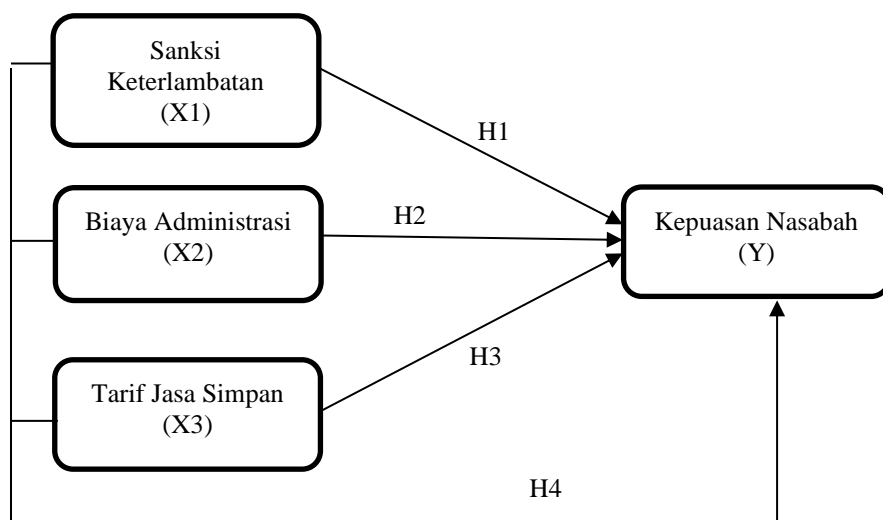 Sanksi
Keterlambatan
(X1)
H1
Biaya Administrasi
(X2)
H2
Kepuasan Nasabah
(Y)
Tarif Jasa Simpan
(X3)
H3
H4